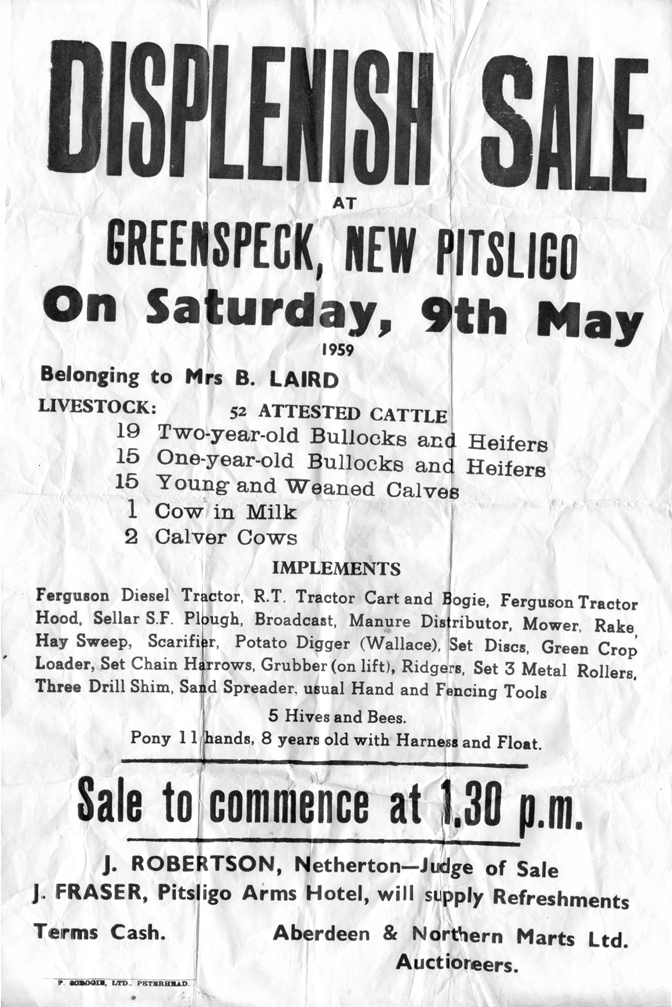 DISPLENISH SALE
AT
GREENSPECK, NEW PITSLIGO
On Saturday, 9th May
1959
Belonging to Mrs B. LAIRD
LIVESTOCK: 52 ATTESTED CATTLE
19 Two-year-old Bullocks and Heifers
15 One-year-old Bullocks and Heifers
15 Young and Weaned Calves
1 Cow in Milk
2 Calver Cows
IMPLEMENTS
Ferguson Diesel Tractor, R.T. Tractor Cart and Bogie, Ferguson Tractor
Hood, Sellar S.F. Plough, Broadcast, Manure Distributor, Mower, Rake,
Hay Sweep, Scarifier, Potato Digger (Wallace), Set Discs, Green Crop
Loader, Set Chain Harrows, Grubber (on lift), Ridgers, Set 3 Metal Rollers,
Three Drill Shim, Sand Spreader, usual Hand and Fencing Tools
5 Hives and Bees.
Pony 11 hands, 8 years old with Harness and Float.
Sale to commence at 1.30 p.m.
J. ROBERTSON, Netherton—Judge of Sale
J. FRASER, Pitsligo Arms Hotel, will supply Refreshments
Terms Cash. Aberdeen & Northern Marts Ltd.
Auctioneers.
P. SCROGIE, LTD., PETERHEAD.